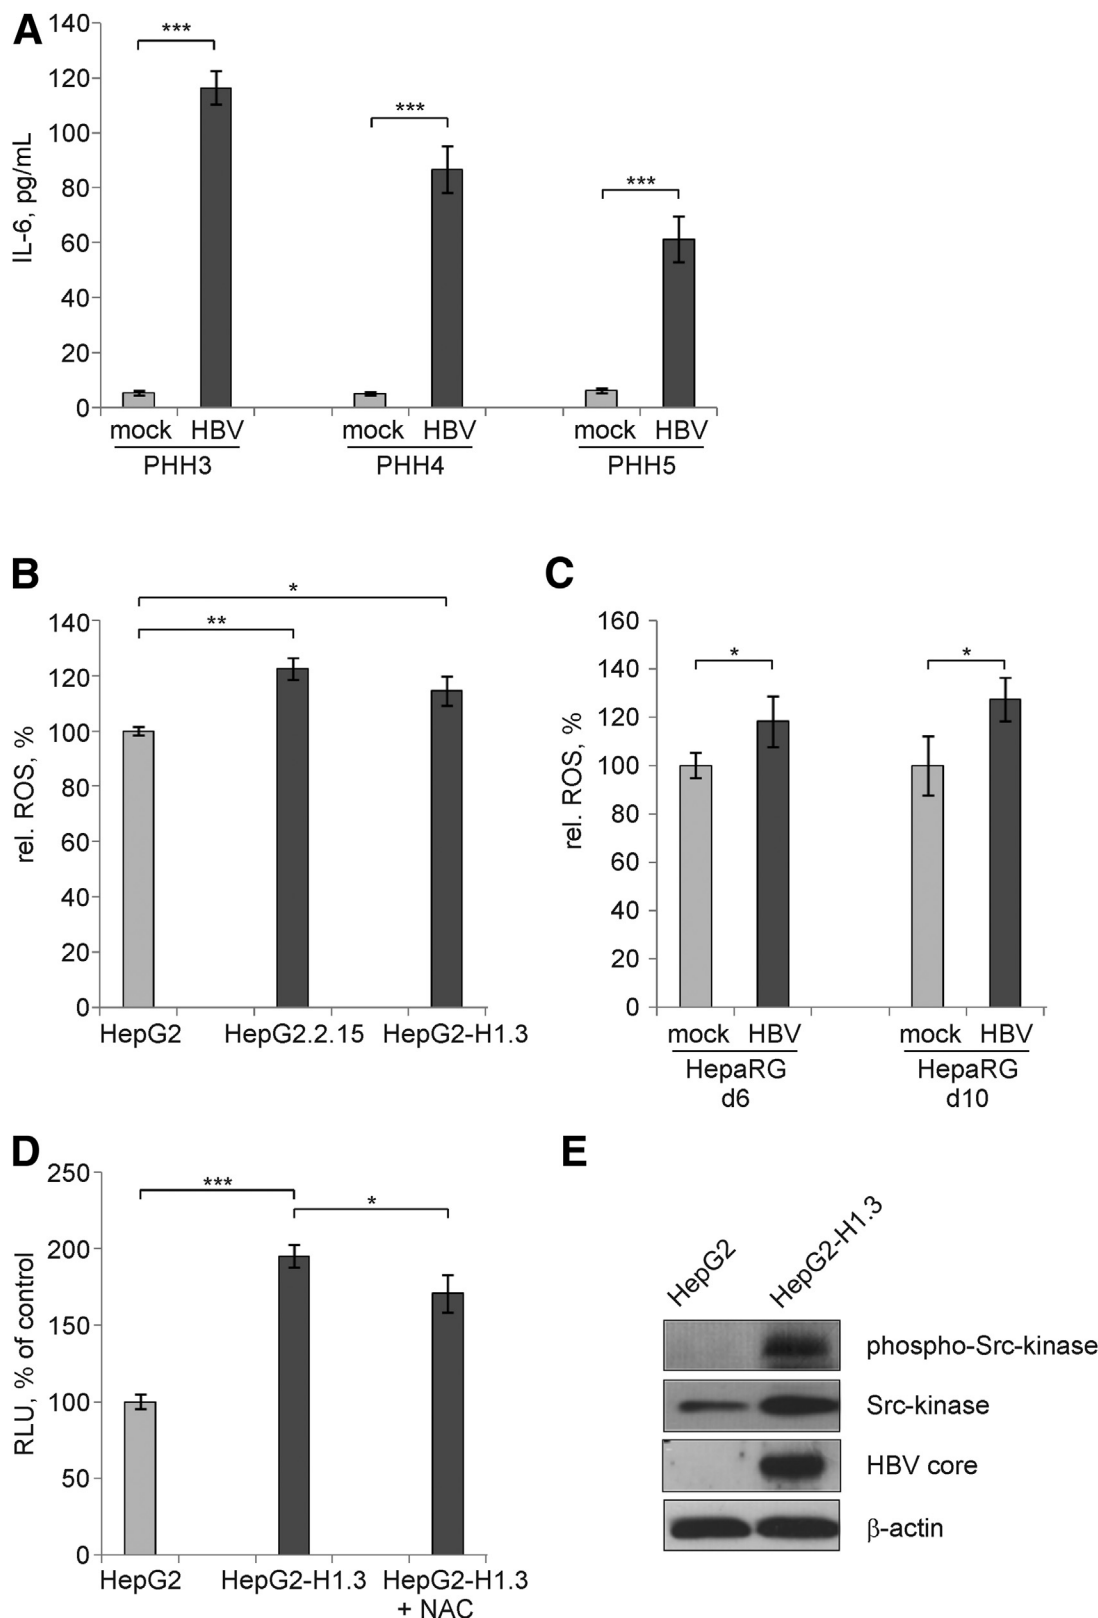 A
IL-6, pg/mL
140
120
100
80
60
40
20
0
***
***
***
mock HBV
mock HBV
mock HBV
PHH3
PHH4
PHH5
B
rel. ROS, %
140
120
100
80
60
40
20
0
*
**
HepG2
HepG2.2.15
HepG2-H1.3
C
rel. ROS, %
160
140
120
100
80
60
40
20
0
*
*
mock HBV
mock HBV
HepaRG
d6
HepaRG
d10
D
RLU, % of control
250
200
150
100
50
0
***
*
HepG2
HepG2-H1.3
HepG2-H1.3
+ NAC
E
HepG2
HepG2-H1.3
phospho-Src-kinase
Src-kinase
HBV core
β-actin